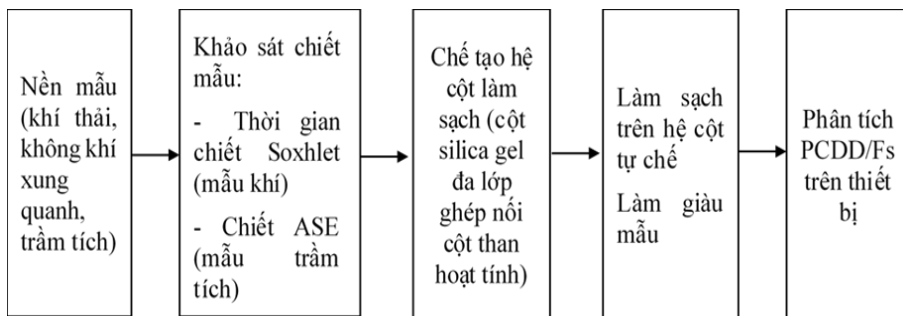 Nền mẫu
(khí thải,
không khí
xung
quanh,
trầm tích)
Khảo sát chiết
mẫu:
- Thời gian
chiết Soxhlet
(mẫu khí)
- Chiết ASE
(mẫu trầm
tích)
Chế tạo hệ
cột làm
sạch (cột
silica gel
đa lớp
ghép nối
cột than
hoạt tính)
Làm sạch
trên hệ cột
tự chế
Làm giàu
mẫu
Phân tích
PCDD/Fs
trên thiết
bị